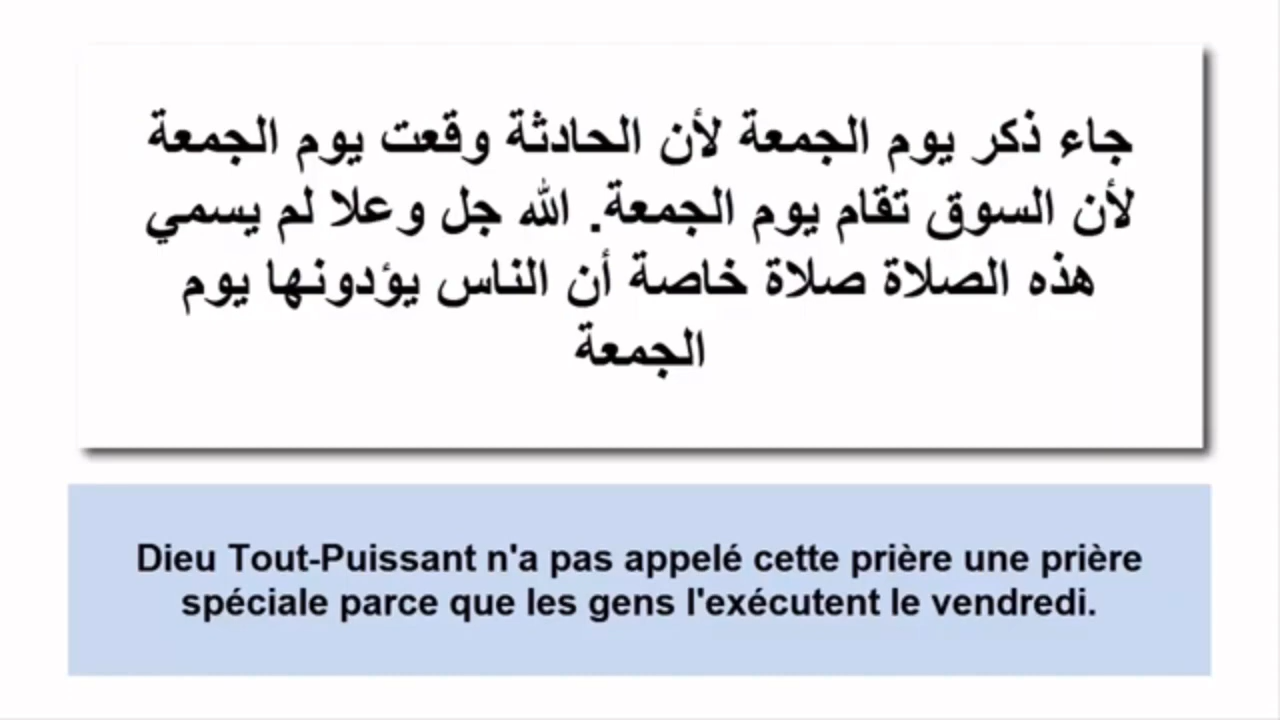 جاء ذكر يوم الجمعة لأن الحادثة وقعت يوم الجمعة
لأن السوق تقام يوم الجمعة. الله جل وعلا لم يسمي
هذه الصلاة صلاة خاصة أن الناس يؤدونها يوم
الجمعة
Dieu Tout-Puissant n'a pas appelé cette prière une prière
spéciale parce que les gens l'exécutent le vendredi.